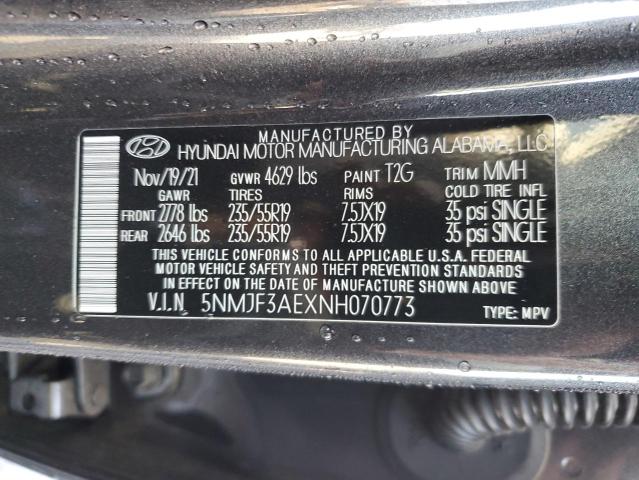 MANUFACTURED BY
HYUNDAI MOTOR MANUFACTURING ALABAMA, LLC
Nov/19/21 GVWR 4629 lbs PAINT T2G TRIM MMH
GAWR TIRES RIMS COLD TIRE INFL
FRONT 2778 lbs 235/55R19 7.5JX19 35 psi SINGLE
REAR 2646 lbs 235/55R19 7.5JX19 35 psi SINGLE
THIS VEHICLE CONFORMS TO ALL APPLICABLE U.S.A. FEDERAL
MOTOR VEHICLE SAFETY AND THEFT PREVENTION STANDARDS
IN EFFECT ON THE DATE OF MANUFACTURE SHOWN ABOVE
V.I.N. 5NMJF3AEXNH070773 TYPE: MPV